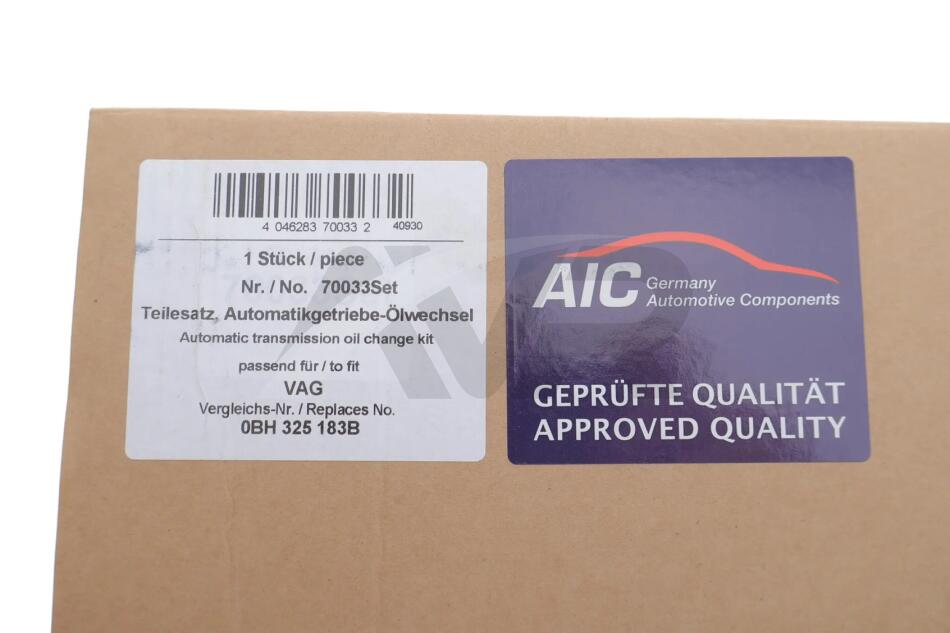 4 046283 70033 2 40930
1 Stück / piece
Nr. / No. 70033Set
Teilesatz, Automatikgetriebe-Ölwechsel
Automatic transmission oil change kit
passend für / to fit
VAG
Vergleichs-Nr. / Replaces No.
0BH 325 183B
AIC Germany
Automotive Components
GEPRÜFTE QUALITÄT
APPROVED QUALITY